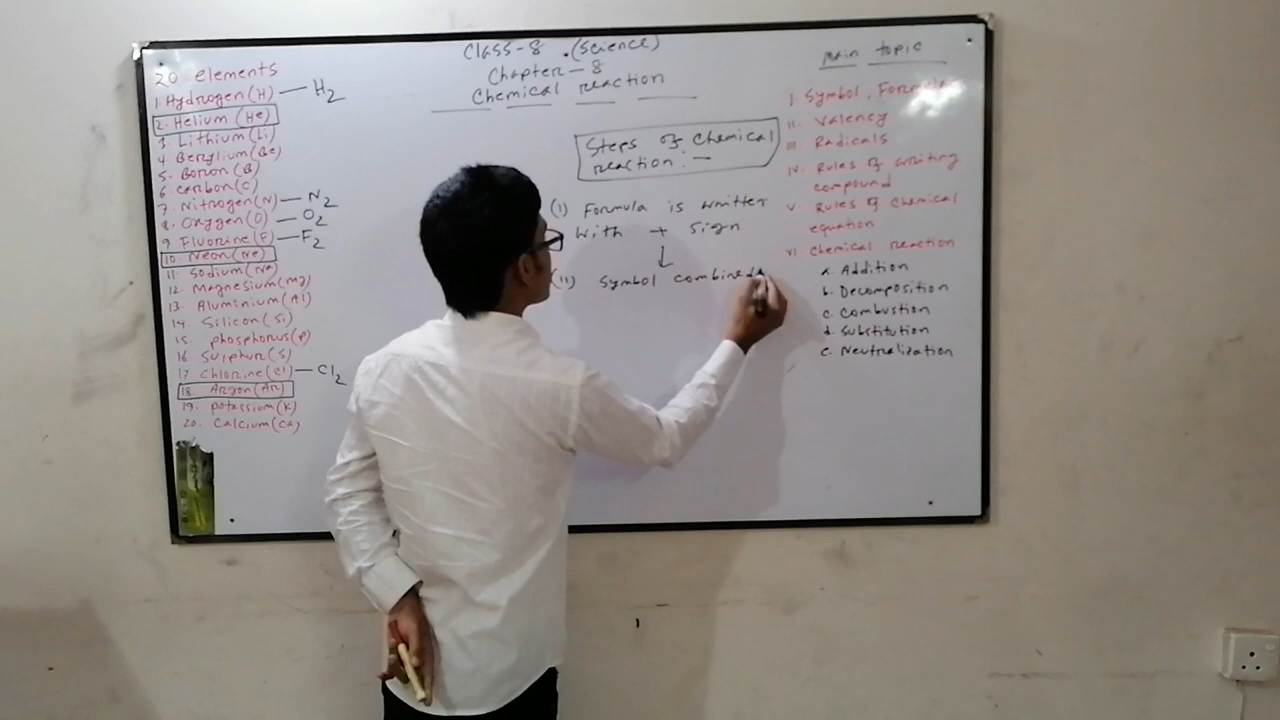 Class-8 .(Science)
Chapter-8
Chemical reaction
20 elements
1. Hydrogen (H) — H2
2. Helium (He)
3. Lithium (Li)
4. Berylium (Be)
5. Boron (B)
6. carbon (C)
7. Nitrogen (N) — N2
8. Oxygen (O) — O2
9. Fluorine (F) — F2
10. Neon (Ne)
11. Sodium (Na)
12. Magnesium (Mg)
13. Aluminium (Al)
14. Silicon (Si)
15. phosphorus (P)
16. Sulphur (S)
17. Chlorine (Cl) — Cl2
18. Argon (Ar)
19. potassium (K)
20. Calcium (Ca)
Steps of Chemical
reaction :-
(i) Formula is written
with + sign
↓
(ii) Symbol combined
Main topic
i. Symbol, Formula
ii. Valency
iii. Radicals
iv. Rules of writing
compound
v. Rules of Chemical
equation
vi. Chemical reaction
a. Addition
b. Decomposition
c. Combustion
d. Substitution
e. Neutralization